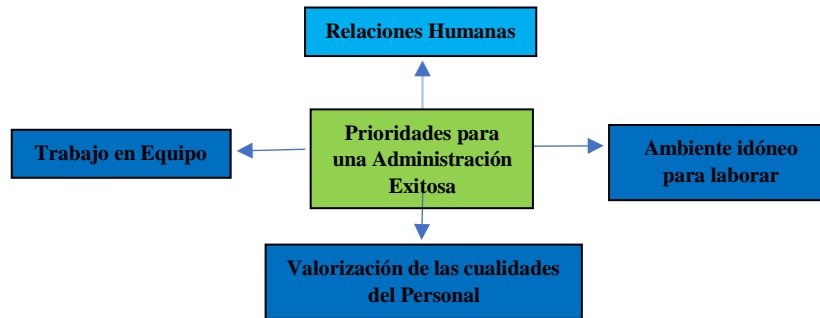 Relaciones Humanas
Trabajo en Equipo
Prioridades para
una Administración
Exitosa
Ambiente idóneo
para laborar
Valorización de las cualidades
del Personal